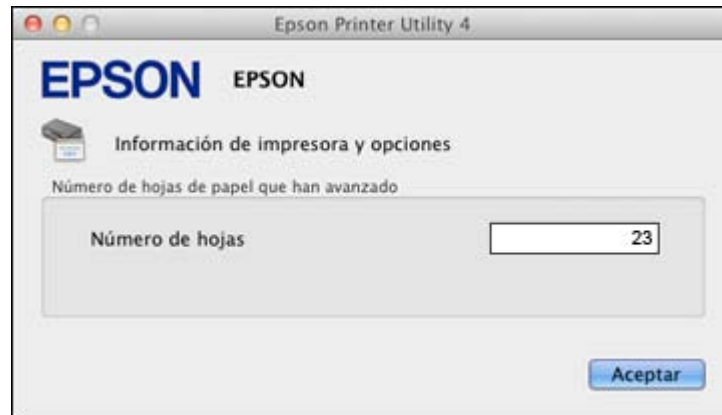 Epson Printer Utility 4
EPSON EPSON
Información de impresora y opciones
Número de hojas de papel que han avanzado
Número de hojas 23
Aceptar